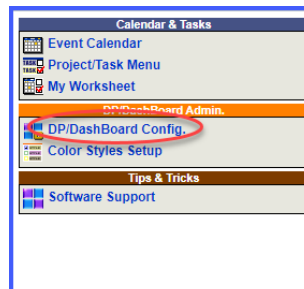 Calendar & Tasks
Event Calendar
Project/Task Menu
My Worksheet
DP/DashBoard Admin.
DP/DashBoard Config.
Color Styles Setup
Tips & Tricks
Software Support